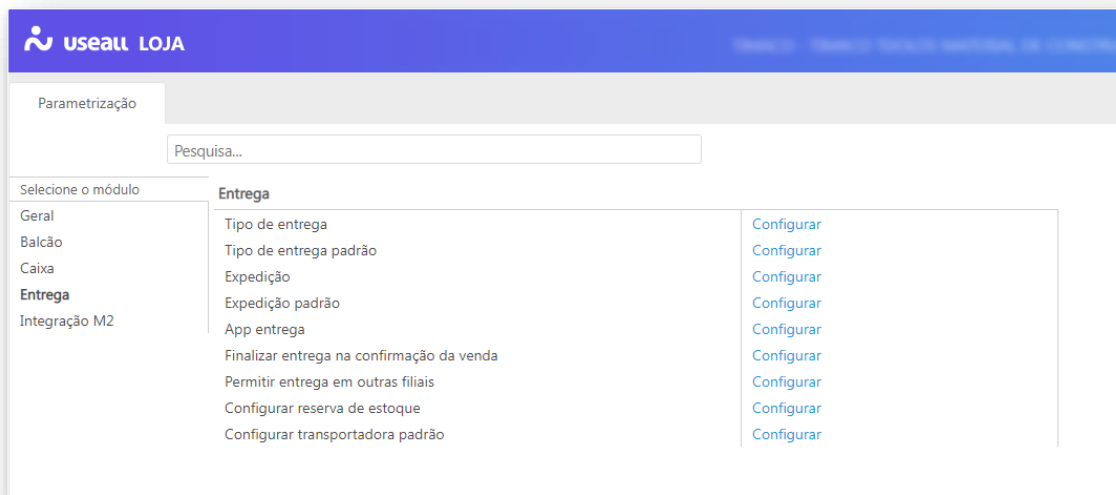 useall LOJA
Parametrização
Pesquisa...
Selecione o módulo
Geral
Balcão
Caixa
Entrega
Integração M2
Entrega
Tipo de entrega Configurar
Tipo de entrega padrão Configurar
Expedição Configurar
Expedição padrão Configurar
App entrega Configurar
Finalizar entrega na confirmação da venda Configurar
Permitir entrega em outras filiais Configurar
Configurar reserva de estoque Configurar
Configurar transportadora padrão Configurar